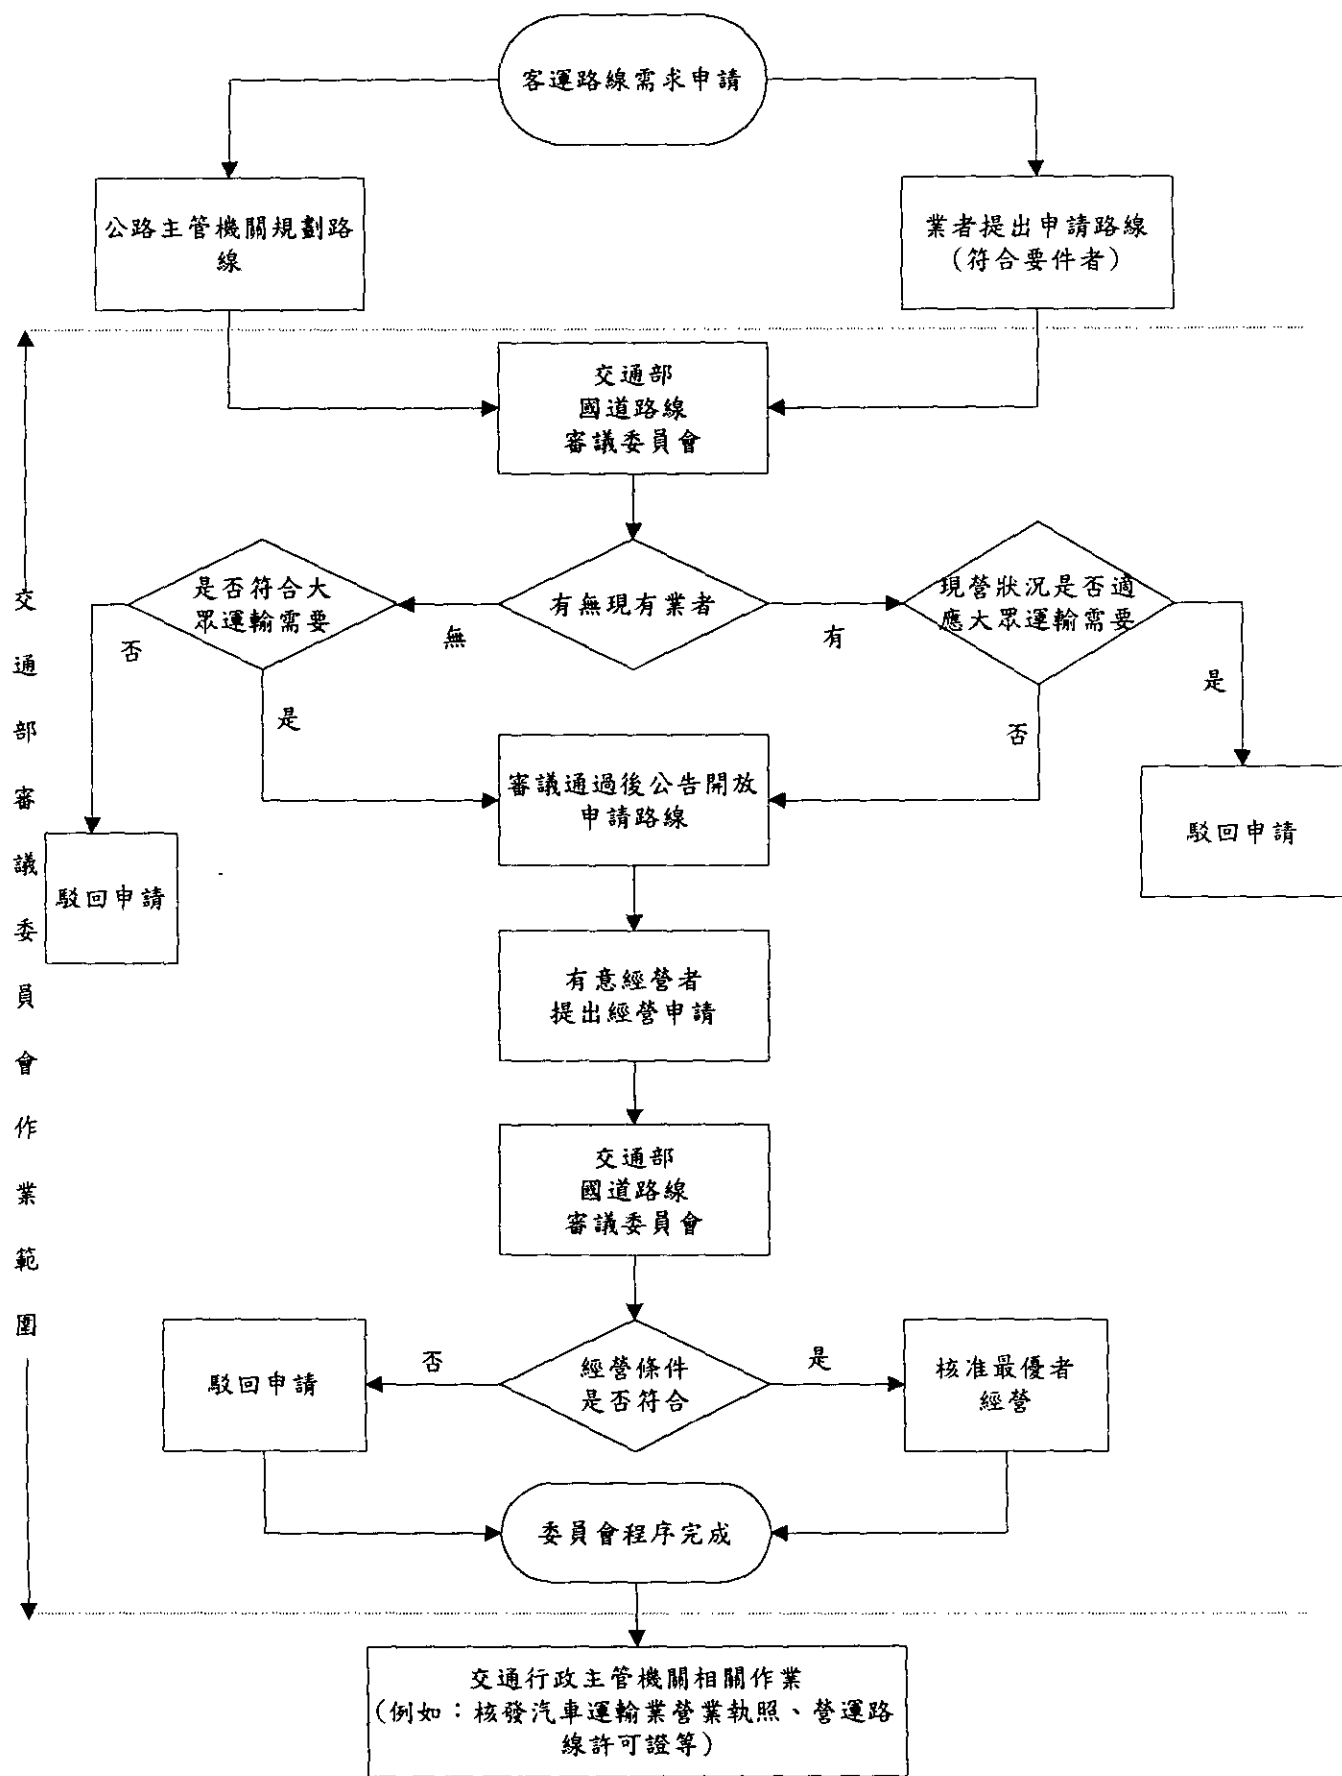 客運路線需求申請
公路主管機關規劃路
線
業者提出申請路線
(符合要件者)
交通部
國道路線
審議委員會
是否符合大
眾運輸需要
有無現有業者
現營狀況是否適
應大眾運輸需要
否
無
有
是
是
否
審議通過後公告開放
申請路線
駁回申請
駁回申請
有意經營者
提出經營申請
交通部
國道路線
審議委員會
駁回申請
否
經營條件
是否符合
是
核准最優者
經營
委員會程序完成
交通部審議委員會作業範圍
交通行政主管機關相關作業
(例如：核發汽車運輸業營業執照、營運路
線許可證等)